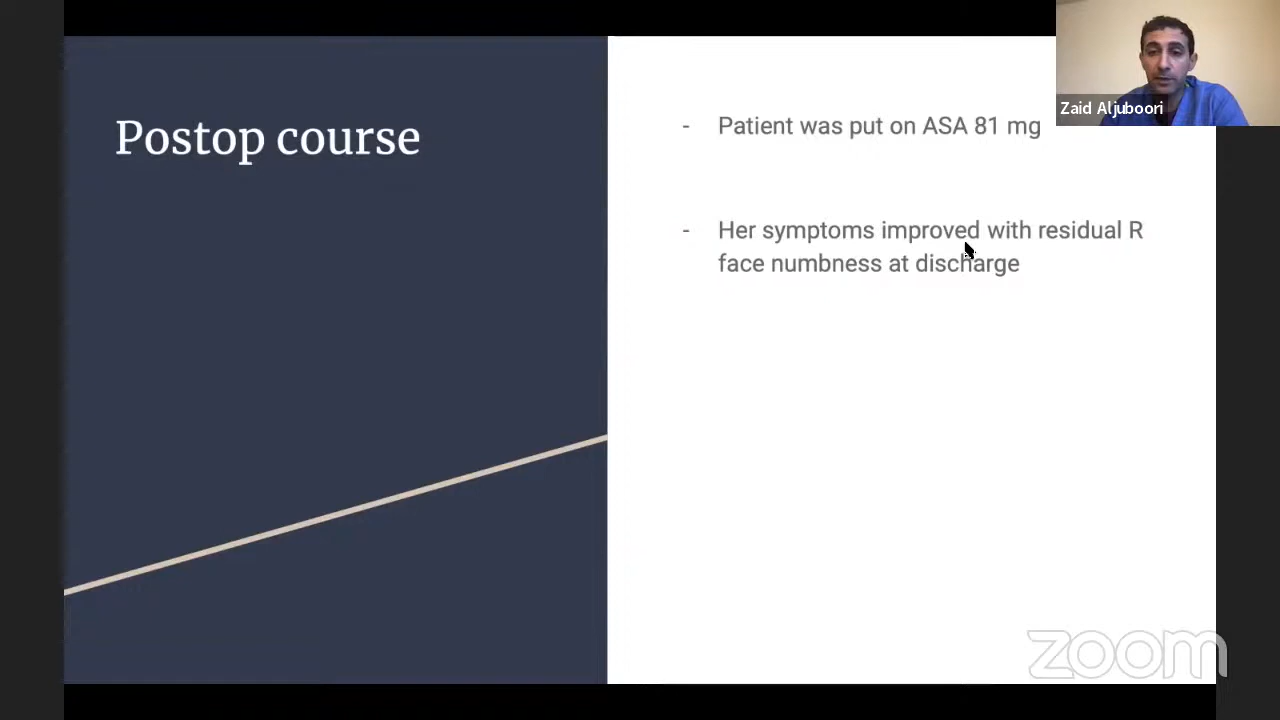 Postop course
- Patient was put on ASA 81 mg
- Her symptoms improved with residual R
face numbness at discharge
Zaid Aljuboori
zoom